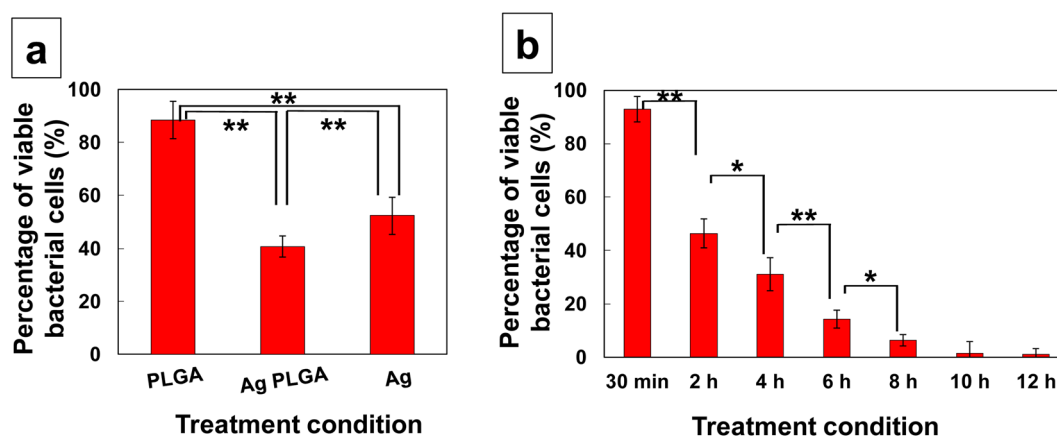 a
Percentage of viable
bacterial cells (%)
100
80
60
40
20
0
**
**
**
PLGA
Ag PLGA
Ag
Treatment condition
b
Percentage of viable
bacterial cells (%)
100
80
60
40
20
0
**
*
**
*
30 min 2 h 4 h 6 h 8 h 10 h 12 h
Treatment condition